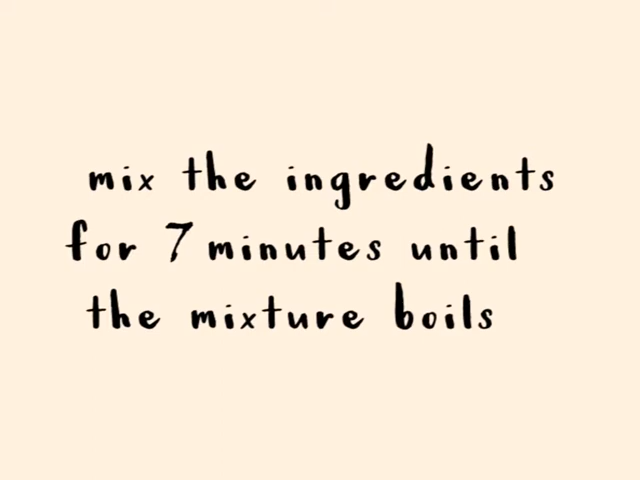 mix the ingredients
for 7 minutes until
the mixture boils